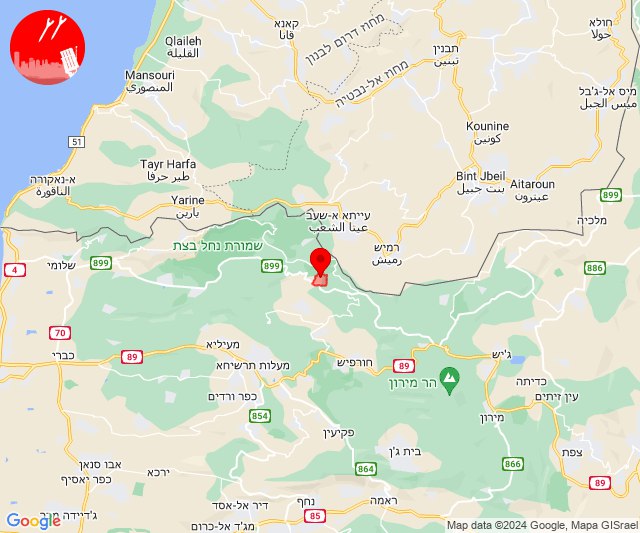 קאנא
قانا
מחוז דרום לבנון
חולא
حولا
Qlaileh
القليلة
תבנין
تبنين
Mansouri
المنصوري
מחוז אל-נבטיה
מיס אל-ג'בל
ميس الجبل
Kounine
كونين
51
Tayr Harfa
طير حرفا
Bint Jbeil
بنت جبيل
Aitaroun
عيترون
א-נאקורה
الناقورة
899
Yarine
يارين
עייתא א-שעב
عيتا الشعب
מלכיה
רמיש
رميش
שמורת נחל בצת
שלומי
899
899
4
886
70
כברי
89
מעיליא
מעלות תרשיחא
חורפיש
89
ג'יש
הר מירון
כדיתה
עין זיתים
כפר ורדים
854
מירון
פקיעין
בית ג'ן
צפת
אבו סנאן
כפר יאסיף
ירכא
864
866
89
דיר אל-אסד
נחף
ראמה
85
מג'ד אל-כרום
ג'דיידה מכר
Google
Map data ©2024 Google, Mapa GISrael